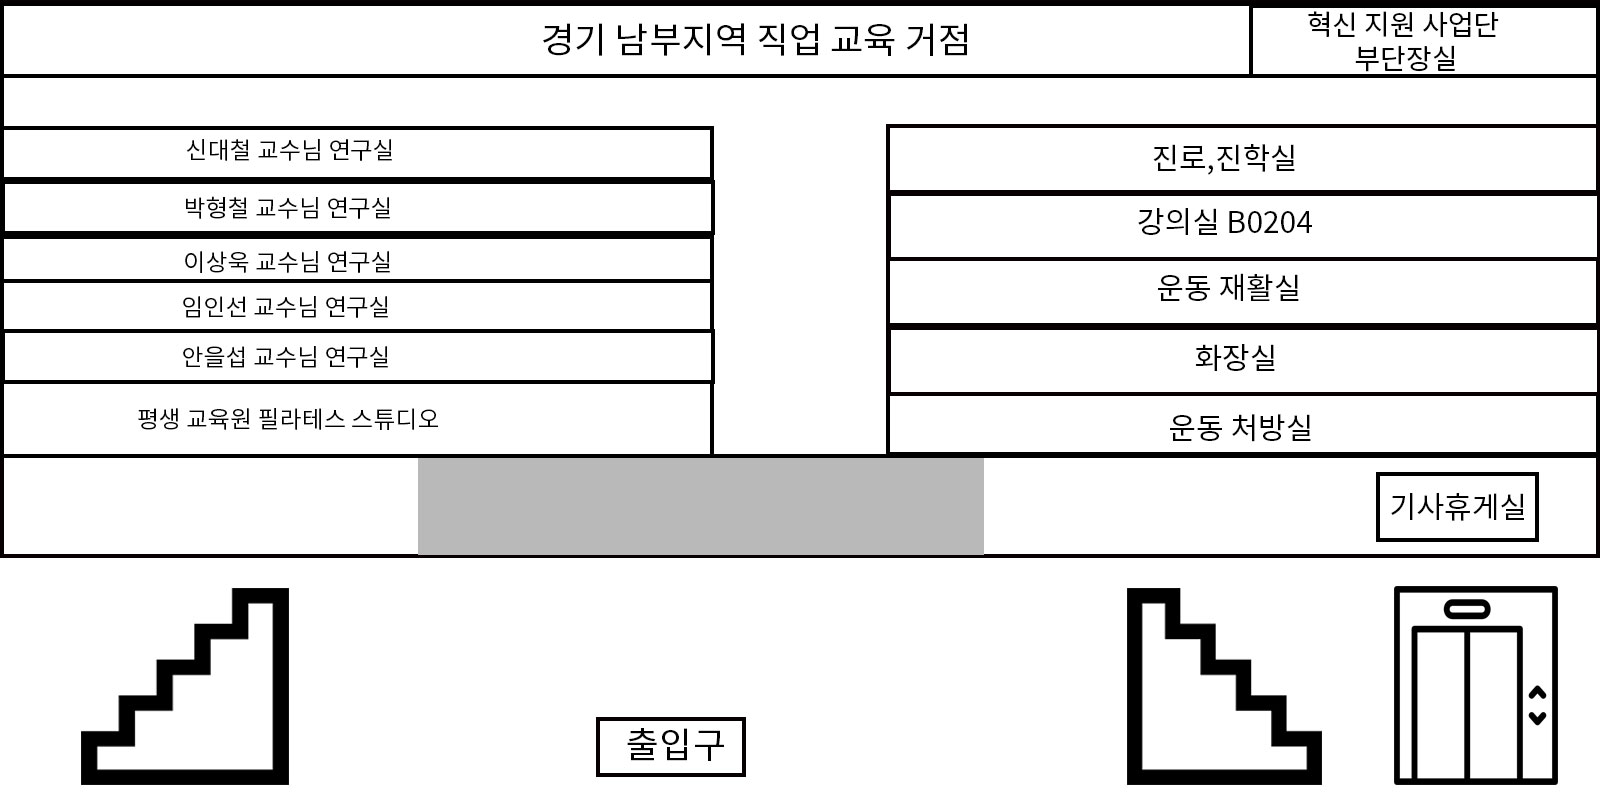 경기 남부지역 직업 교육 거점
혁신 지원 사업단
부단장실
신대철 교수님 연구실
박형철 교수님 연구실
이상욱 교수님 연구실
임인선 교수님 연구실
안을섭 교수님 연구실
평생 교육원 필라테스 스튜디오
진로,진학실
강의실 B0204
운동 재활실
화장실
운동 처방실
기사휴게실
출입구